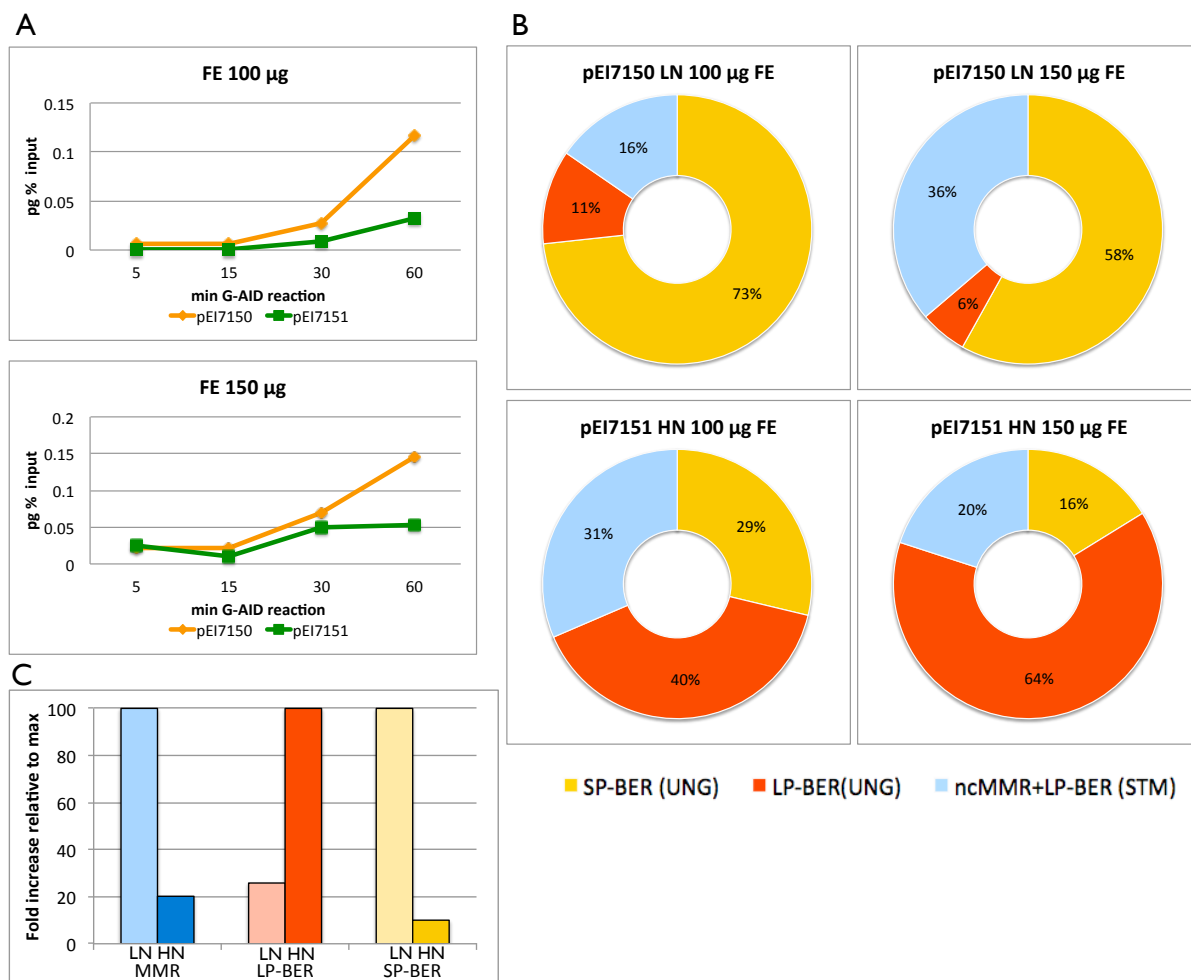 A
FE 100 µg
0.15
0.1
0.05
0
pg % input
5 15 30 60
min G-AID reaction
pEI7150 pEI7151
FE 150 µg
0.2
0.15
0.1
0.05
0
pg % input
5 15 30 60
min G-AID reaction
pEI7150 pEI7151
B
pEI7150 LN 100 µg FE
16%
11%
73%
pEI7150 LN 150 µg FE
36%
6%
58%
pEI7151 HN 100 µg FE
31%
29%
40%
pEI7151 HN 150 µg FE
20%
16%
64%
SP-BER (UNG) LP-BER(UNG) ncMMR+LP-BER (STM)
C
100
80
60
40
20
0
Fold increase relative to max
LN HN LN HN LN HN
MMR LP-BER SP-BER